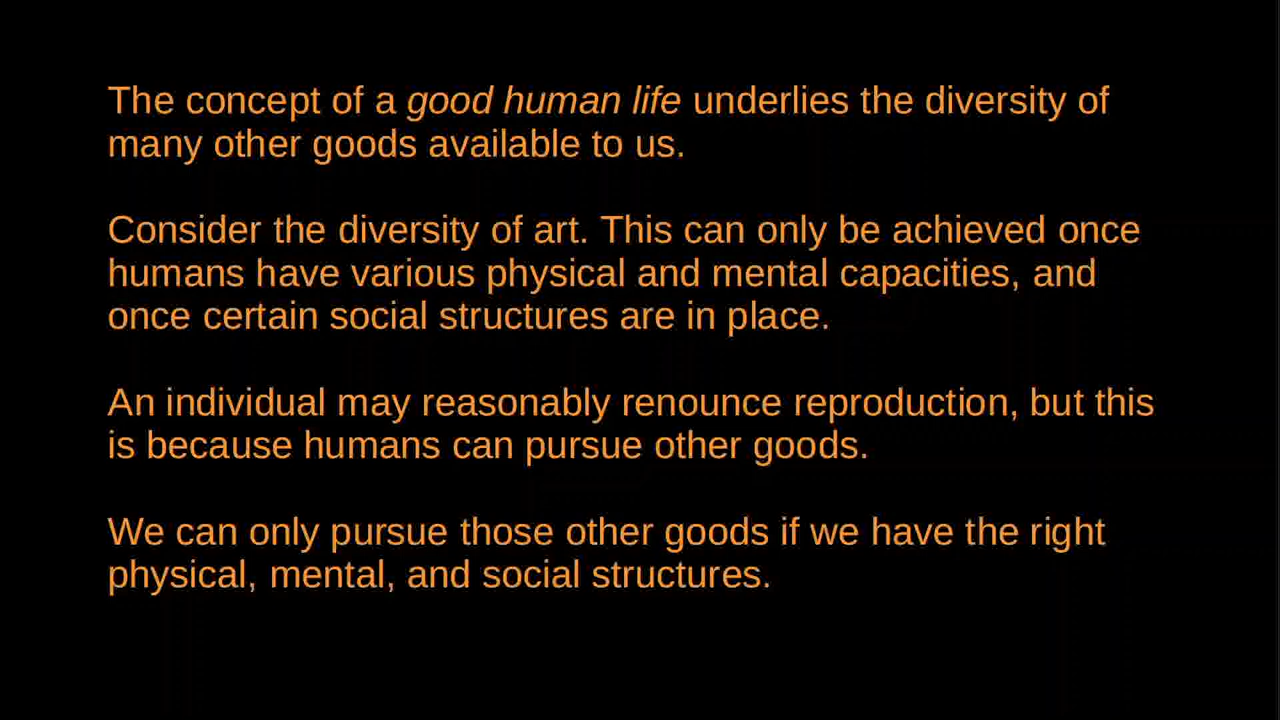 The concept of a good human life underlies the diversity of
many other goods available to us.
Consider the diversity of art. This can only be achieved once
humans have various physical and mental capacities, and
once certain social structures are in place.
An individual may reasonably renounce reproduction, but this
is because humans can pursue other goods.
We can only pursue those other goods if we have the right
physical, mental, and social structures.